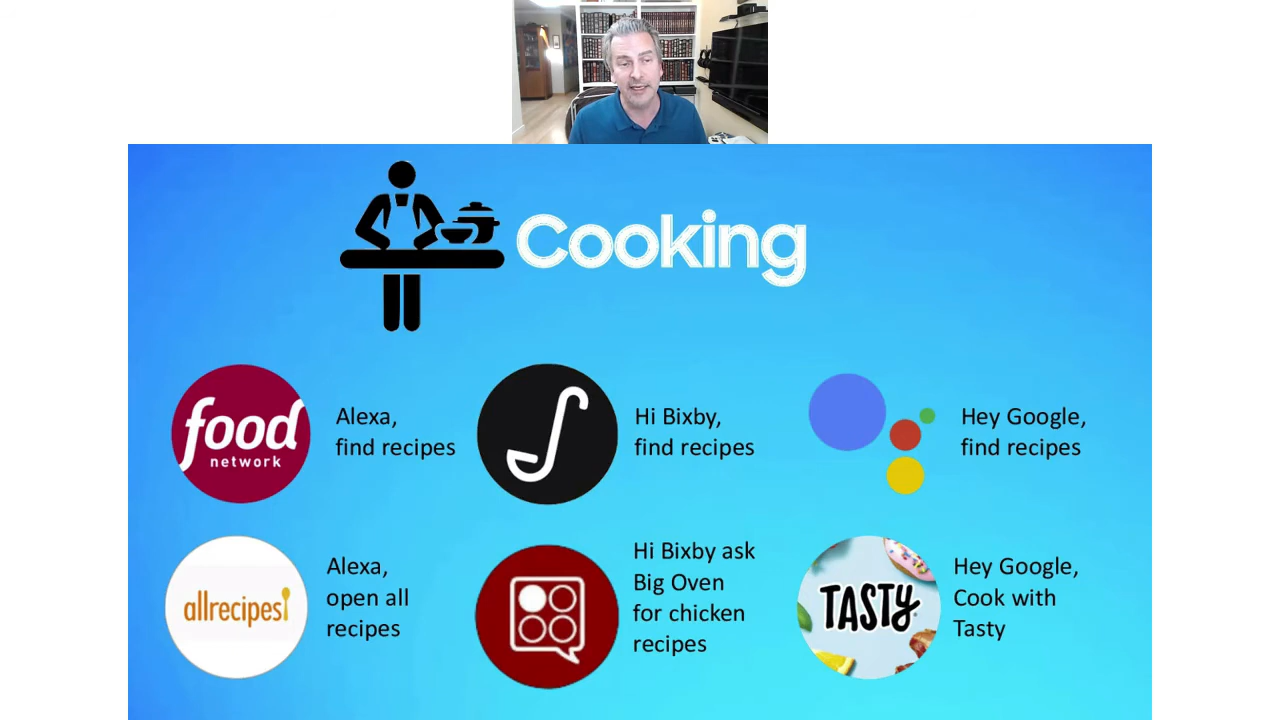 Cooking
food
network
Alexa,
find recipes
Hi Bixby,
find recipes
Hey Google,
find recipes
allrecipes
Alexa,
open all
recipes
Hi Bixby ask
Big Oven
for chicken
recipes
TASTY
Hey Google,
Cook with
Tasty